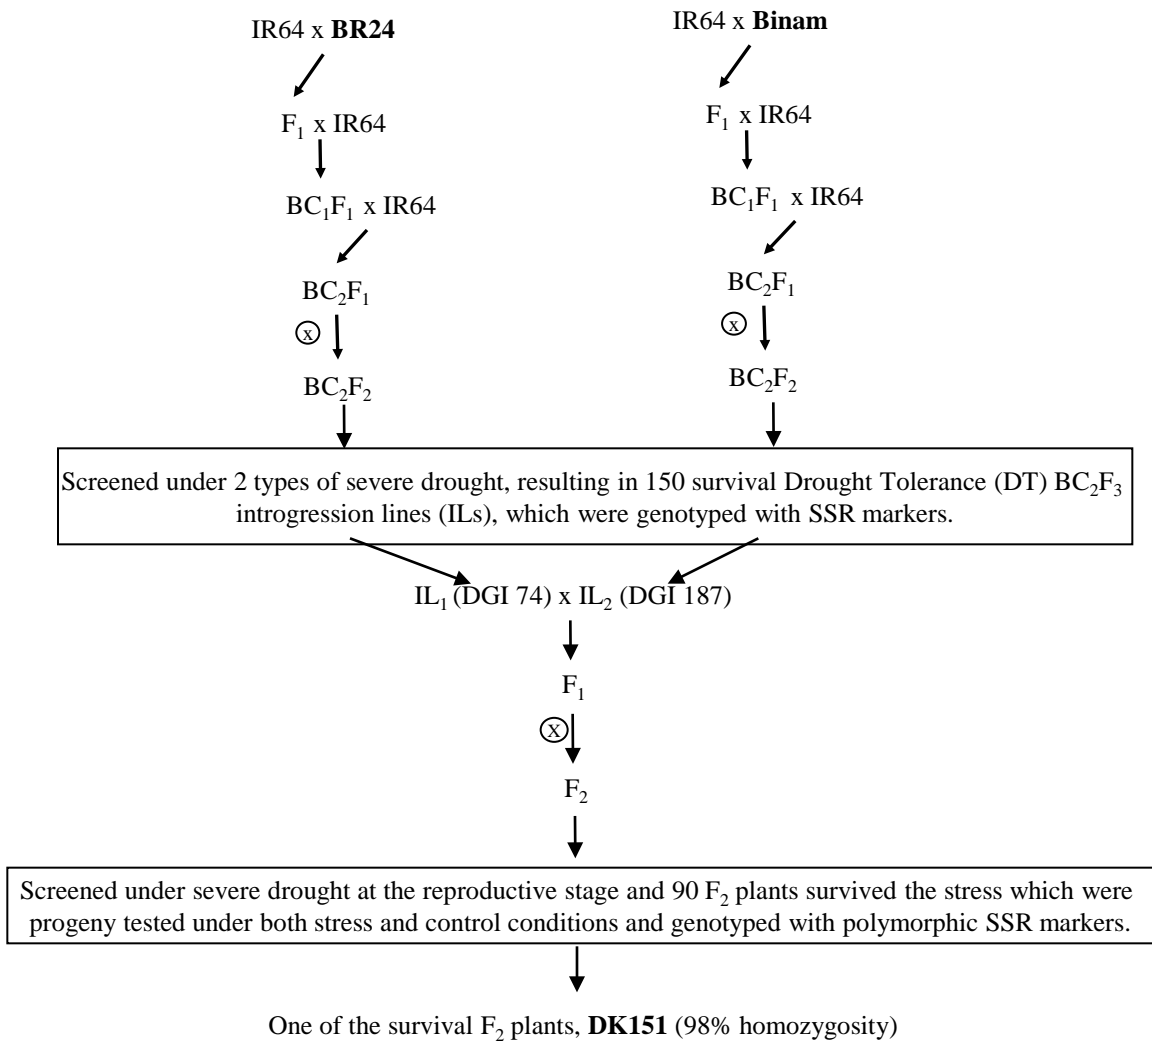 IR64 x BR24
IR64 x Binam
F₁ x IR64
F₁ x IR64
BC₁F₁ x IR64
BC₁F₁ x IR64
BC₂F₁
BC₂F₁
x
x
BC₂F₂
BC₂F₂
Screened under 2 types of severe drought, resulting in 150 survival Drought Tolerance (DT) BC₂F₃
introgression lines (ILs), which were genotyped with SSR markers.
IL₁ (DGI 74) x IL₂ (DGI 187)
F₁
X
F₂
Screened under severe drought at the reproductive stage and 90 F₂ plants survived the stress which were
progeny tested under both stress and control conditions and genotyped with polymorphic SSR markers.
One of the survival F₂ plants, DK151 (98% homozygosity)